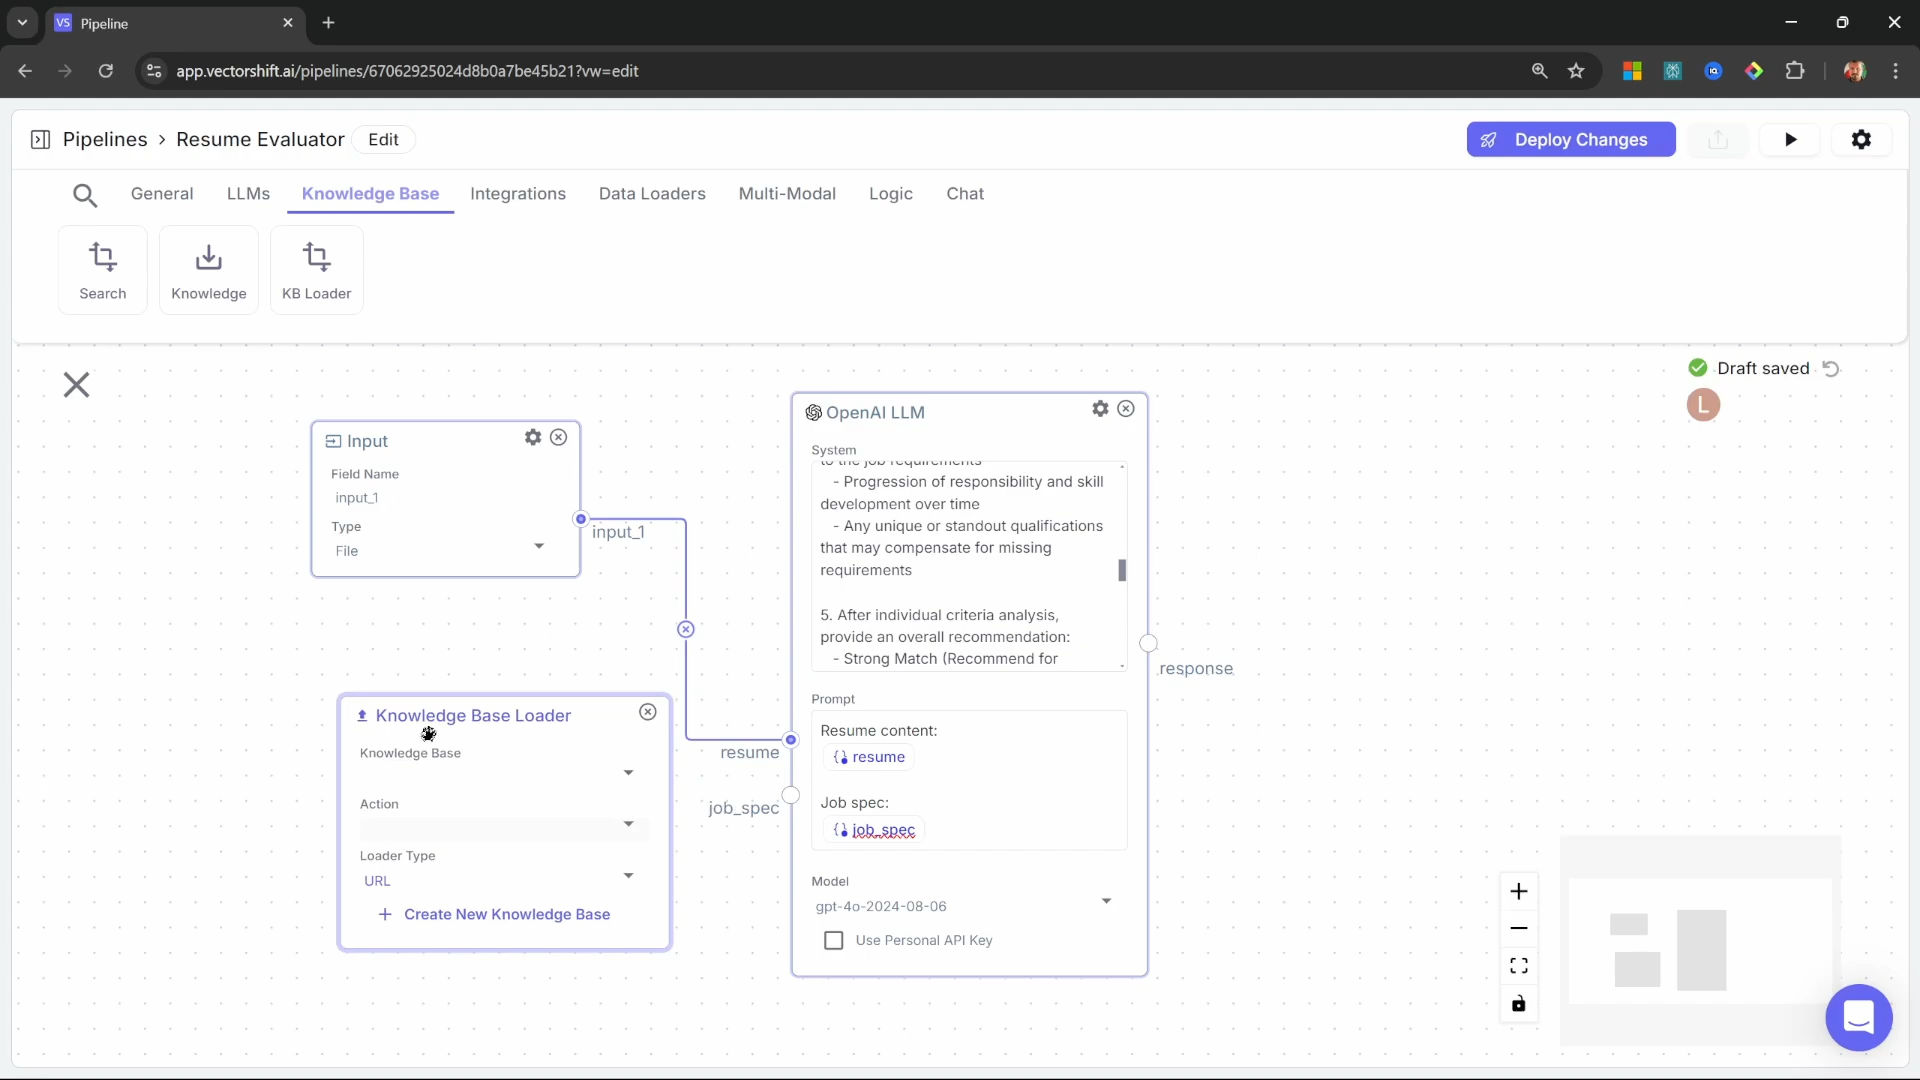 VS Pipeline
app.vectorshift.ai/pipelines/67062925024d8b0a7be45b21?vw=edit
Pipelines > Resume Evaluator Edit
Deploy Changes
General LLMs Knowledge Base Integrations Data Loaders Multi-Modal Logic Chat
Search Knowledge KB Loader
Draft saved
L
Input
Field Name
input_1
Type
File
input_1
Knowledge Base Loader
Knowledge Base
Action
Loader Type
URL
+ Create New Knowledge Base
resume
job_spec
OpenAI LLM
System
to the job requirements
- Progression of responsibility and skill
development over time
- Any unique or standout qualifications
that may compensate for missing
requirements
5. After individual criteria analysis,
provide an overall recommendation:
- Strong Match (Recommend for
Prompt
Resume content:
resume
Job spec:
job_spec
Model
gpt-4o-2024-08-06
Use Personal API Key
response